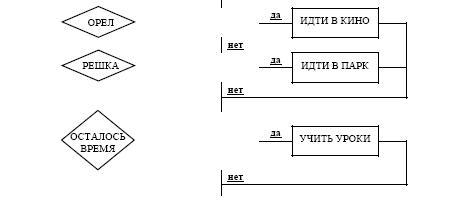 ОРЕЛ
да
ИДТИ В КИНО
нет
РЕШКА
да
ИДТИ В ПАРК
нет
ОСТАЛОСЬ
ВРЕМЯ
да
УЧИТЬ УРОКИ
нет